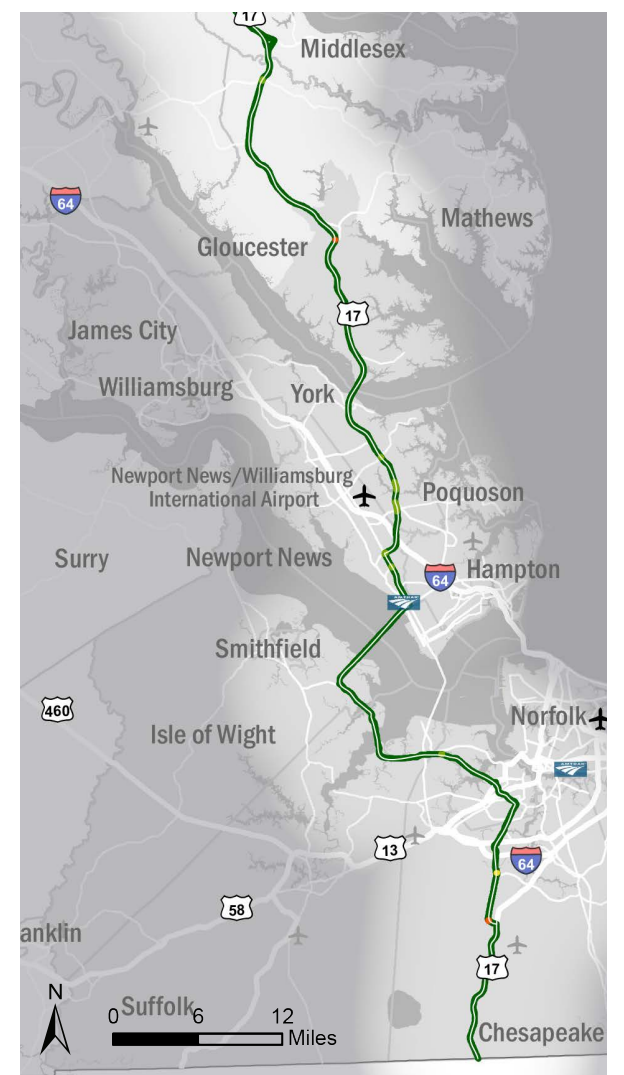 17
Middlesex
64
Mathews
Gloucester
17
James City
Williamsburg
York
Newport News/Williamsburg
International Airport
Poquoson
Surry
Newport News
64
Hampton
AMTRAK
Smithfield
460
Norfolk
Isle of Wight
AMTRAK
13
64
58
anklin
17
N
Suffolk
0 6 12
Miles
Chesapeake